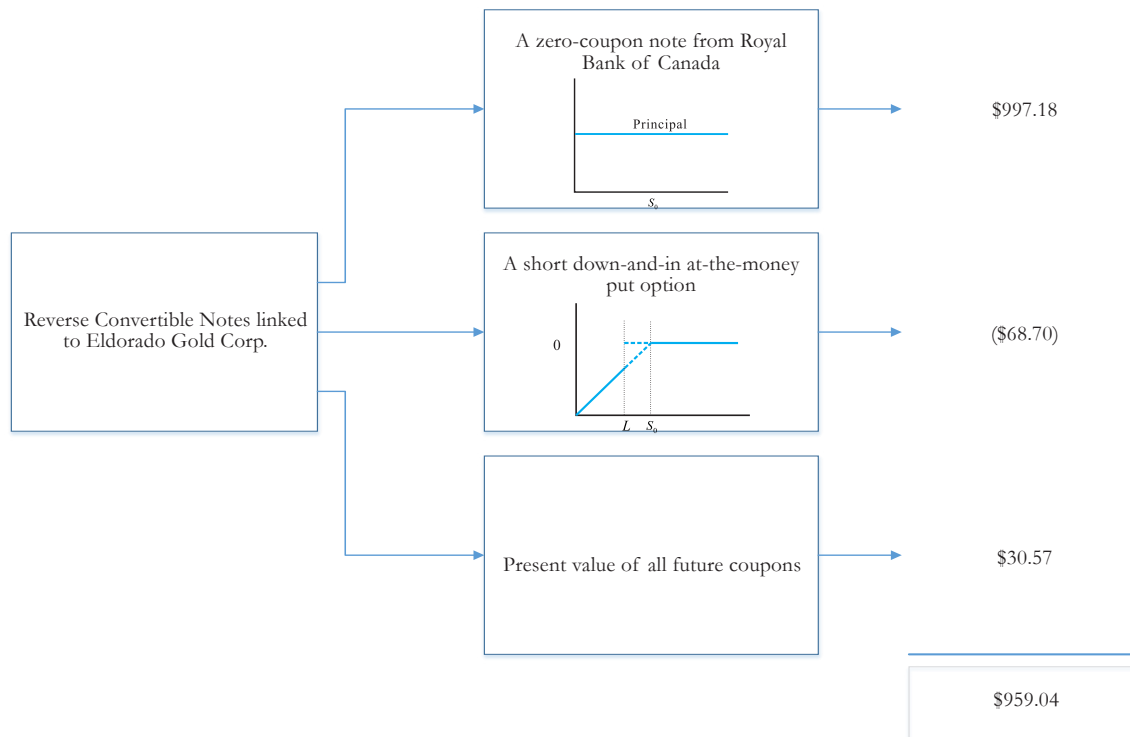 A zero-coupon note from Royal
Bank of Canada
Principal
S₀
$997.18
Reverse Convertible Notes linked
to Eldorado Gold Corp.
A short down-and-in at-the-money
put option
0
L S₀
($68.70)
Present value of all future coupons
$30.57
$959.04